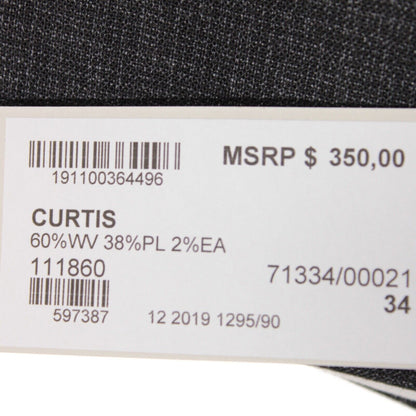 MSRP $ 350,00
191100364496
CURTIS
60%WV 38%PL 2%EA
111860
71334/00021
34
597387
12 2019 1295/90